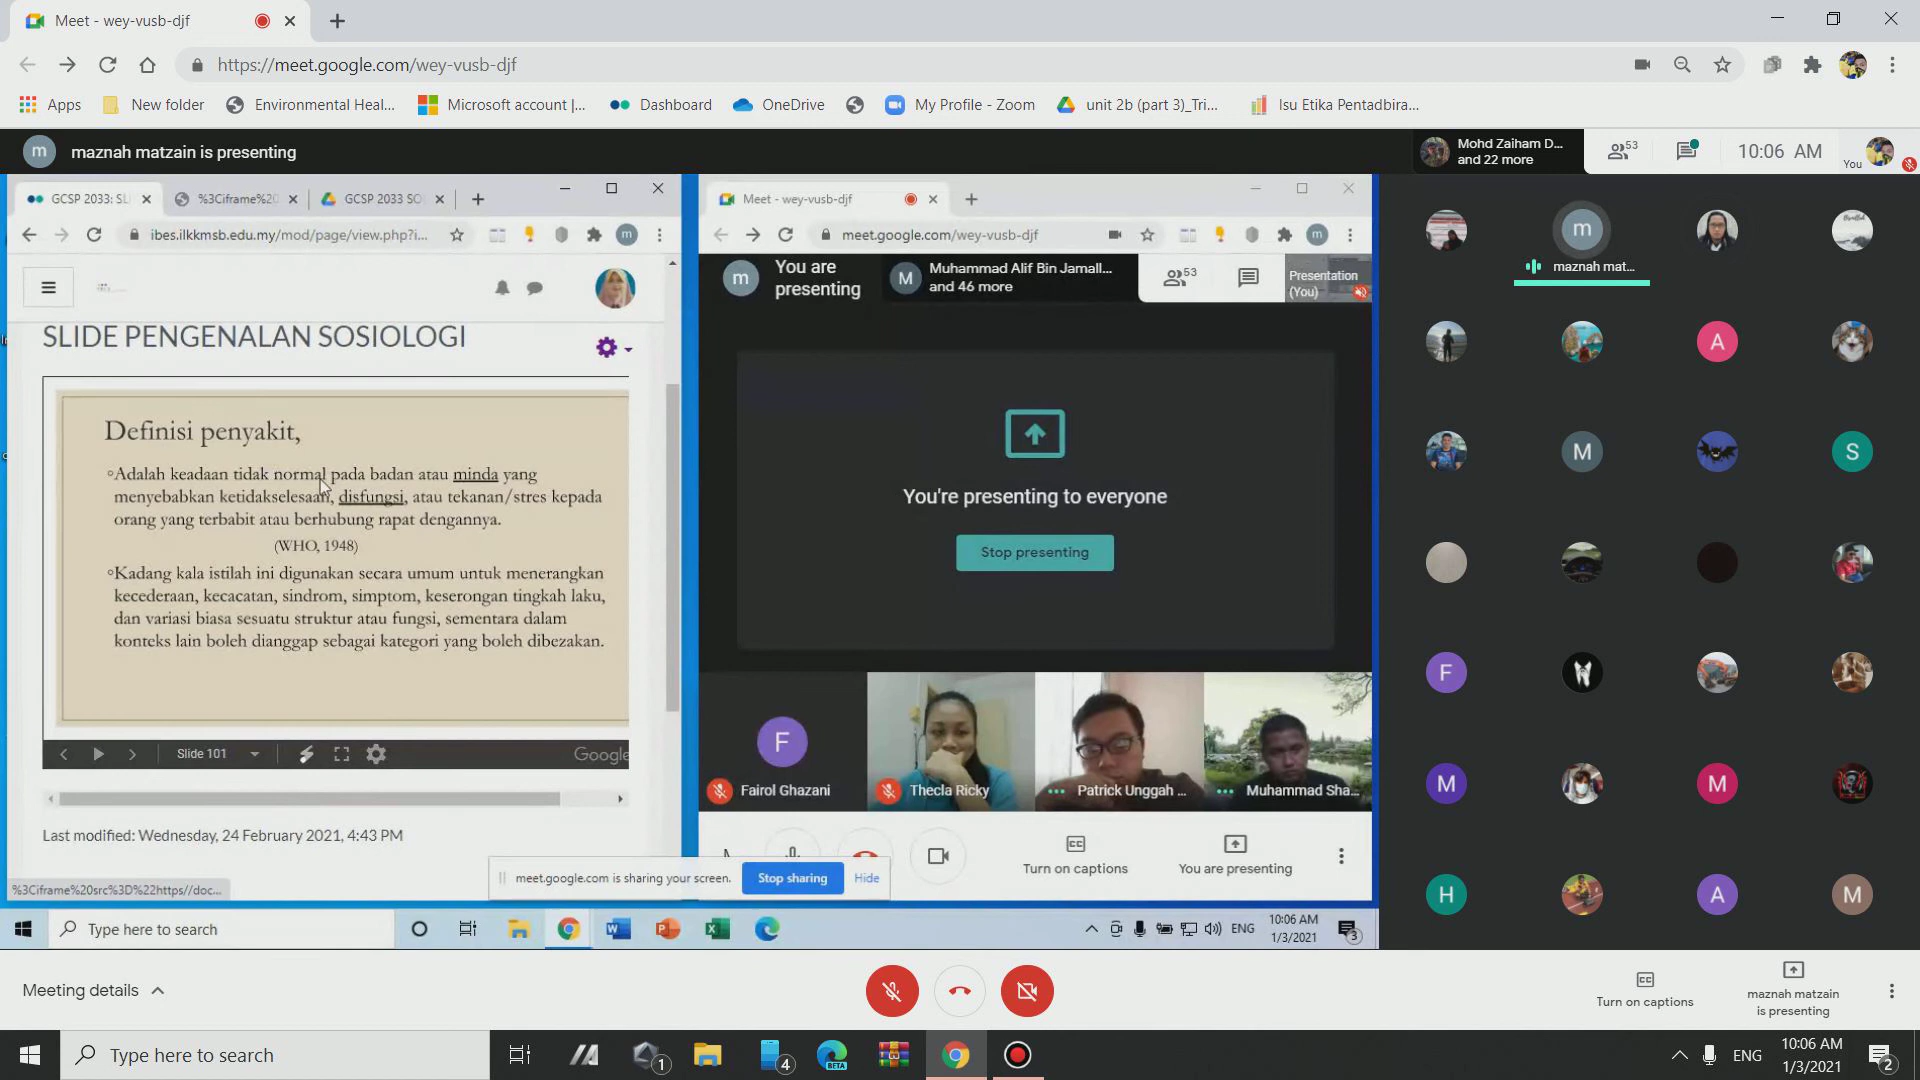 Meet - wey-vusb-djf
https://meet.google.com/wey-vusb-djf
Apps
New folder
Environmental Heal...
Microsoft account |...
Dashboard
OneDrive
My Profile - Zoom
unit 2b (part 3)_Tri...
Isu Etika Pentadbira...
m
maznah matzain is presenting
Mohd Zaiham D...
and 22 more
53
10:06 AM
You
GCSP 2033: SLI
%3Ciframe%20
GCSP 2033 SO
ibes.ilkkmsb.edu.my/mod/page/view.php?i...
m
SLIDE PENGENALAN SOSIOLOGI
Definisi penyakit,
◦Adalah keadaan tidak normal pada badan atau minda yang
menyebabkan ketidakselesaan, disfungsi, atau tekanan/stres kepada
orang yang terbabit atau berhubung rapat dengannya.
(WHO, 1948)
◦Kadang kala istilah ini digunakan secara umum untuk menerangkan
kecederaan, kecacatan, sindrom, simptom, keserongan tingkah laku,
dan variasi biasa sesuatu struktur atau fungsi, sementara dalam
konteks lain boleh dianggap sebagai kategori yang boleh dibezakan.
Slide 101
Google
Last modified: Wednesday, 24 February 2021, 4:43 PM
%3Ciframe%20src%3D%22https//doc...
Meet - wey-vusb-djf
meet.google.com/wey-vusb-djf
m
m
You are
presenting
M
Muhammad Alif Bin Jamall...
and 46 more
53
Presentation
(You)
You're presenting to everyone
Stop presenting
F
Fairol Ghazani
Thecla Ricky
Patrick Unggah ...
Muhammad Sha...
Turn on captions
You are presenting
meet.google.com is sharing your screen.
Stop sharing
Hide
Type here to search
ENG
10:06 AM
1/3/2021
3
m
maznah mat...
A
M
S
F
M
M
H
A
M
Meeting details
Turn on captions
maznah matzain
is presenting
Type here to search
1
4
BETA
ENG
10:06 AM
1/3/2021
2